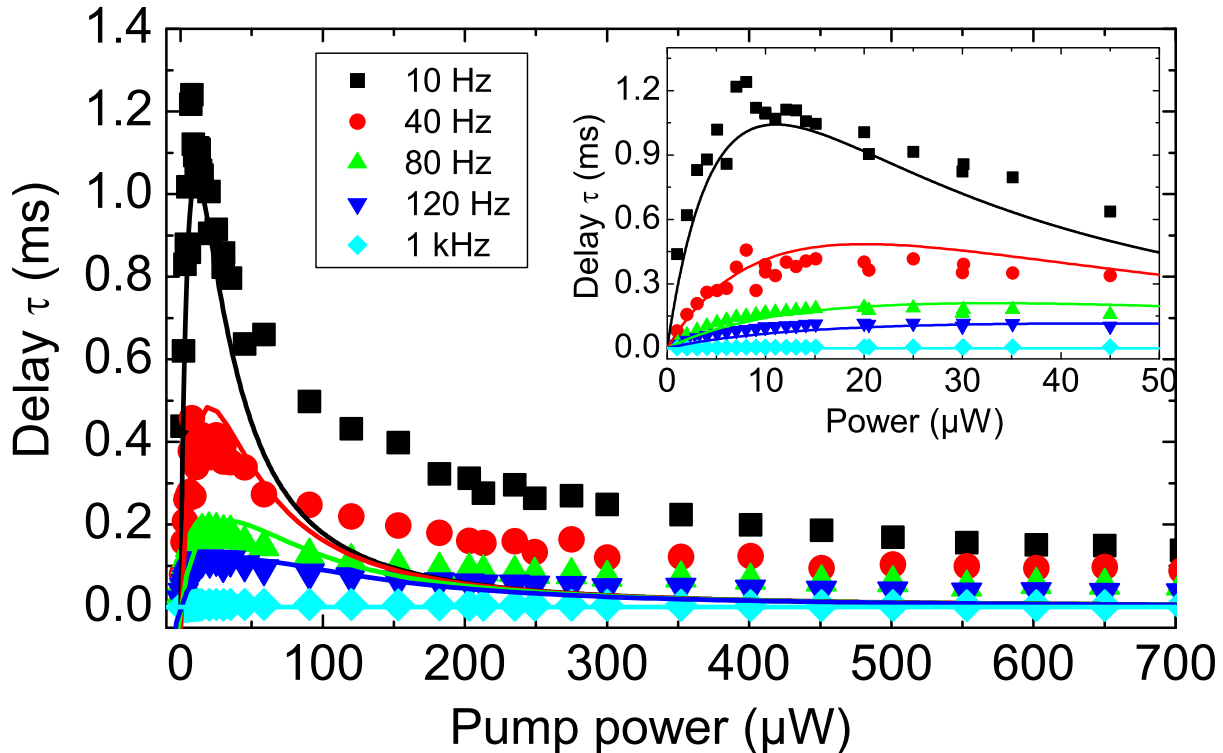 1.4
1.2
1.0
0.8
0.6
0.4
0.2
0.0
Delay τ (ms)
0 100 200 300 400 500 600 700
Pump power (µW)
10 Hz
40 Hz
80 Hz
120 Hz
1 kHz
1.2
0.9
0.6
0.3
0.0
Delay τ (ms)
0 10 20 30 40 50
Power (µW)